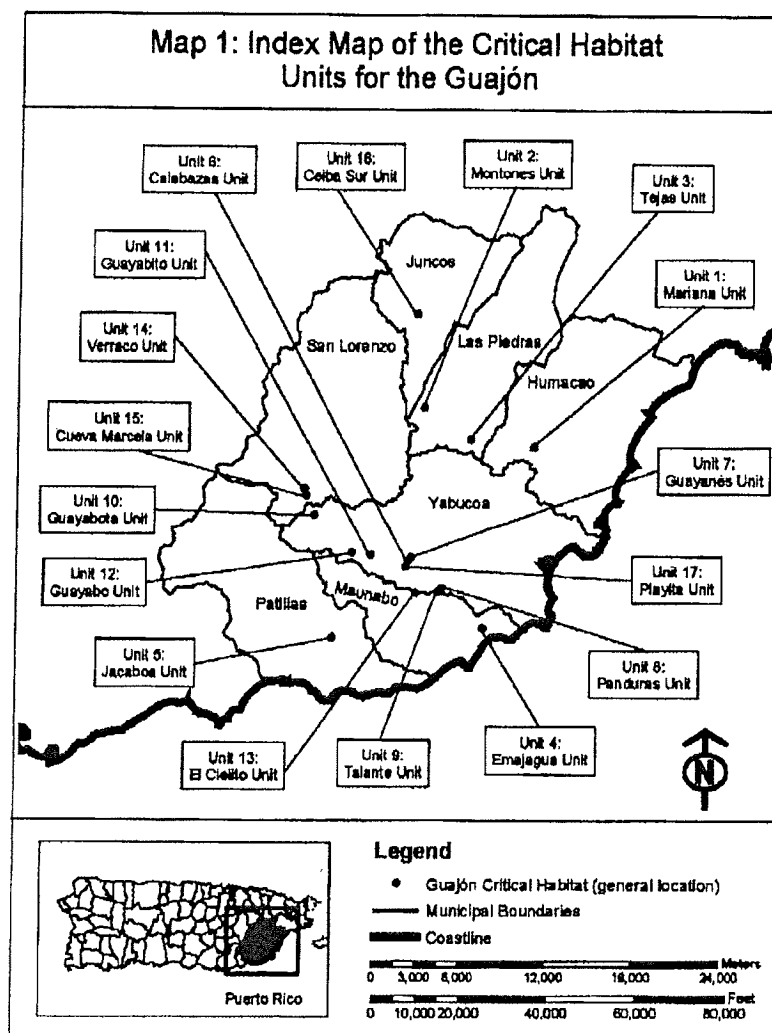 Map 1: Index Map of the Critical Habitat
Units for the Guajón
Unit 6:
Calabazas Unit
Unit 16:
Ceiba Sur Unit
Unit 2:
Montones Unit
Unit 3:
Tejas Unit
Unit 11:
Guayabito Unit
Juncos
Unit 1:
Mariana Unit
Unit 14:
Verraco Unit
San Lorenzo
Las Piedras
Humacao
Unit 15:
Cueva Marcela Unit
Unit 7:
Guayanés Unit
Yabucoa
Unit 10:
Guayabota Unit
Unit 12:
Guayabo Unit
Maunabo
Unit 17:
Playita Unit
Patillas
Unit 5:
Jacaboa Unit
Unit 8:
Panduras Unit
Unit 13:
El Cielito Unit
Unit 9:
Talante Unit
Unit 4:
Emajagua Unit
N
Legend
Guajón Critical Habitat (general location)
Municipal Boundaries
Coastline
Meters
0 3,000 6,000 12,000 18,000 24,000
Feet
0 10,000 20,000 40,000 60,000 80,000
Puerto Rico